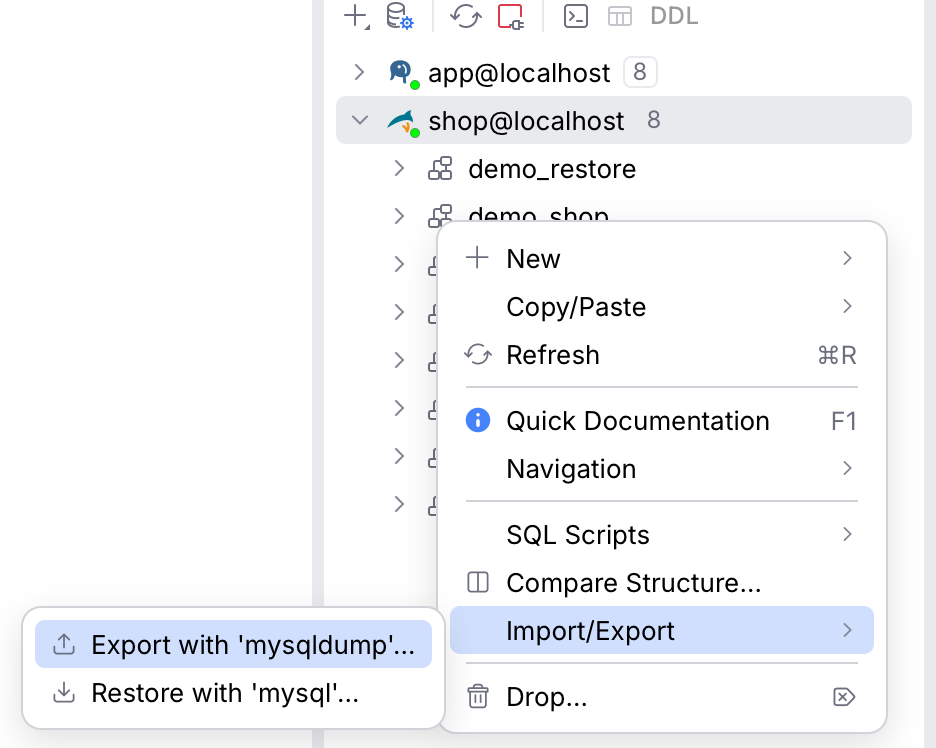 DDL
app@localhost 8
shop@localhost 8
demo_restore
demo_shop
New
Copy/Paste
Refresh ⌘R
Quick Documentation F1
Navigation
SQL Scripts
Compare Structure...
Import/Export
Export with 'mysqldump'...
Restore with 'mysql'...
Drop...